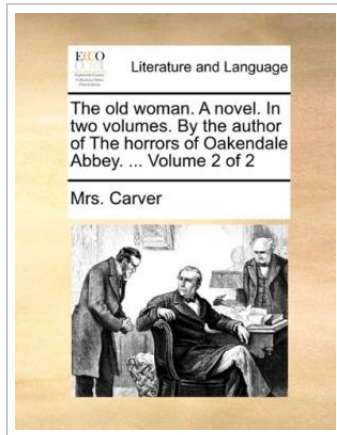 ECCO
Literature and Language
The old woman. A novel. In
two volumes. By the author
of The horrors of Oakendale
Abbey. ... Volume 2 of 2
Mrs. Carver